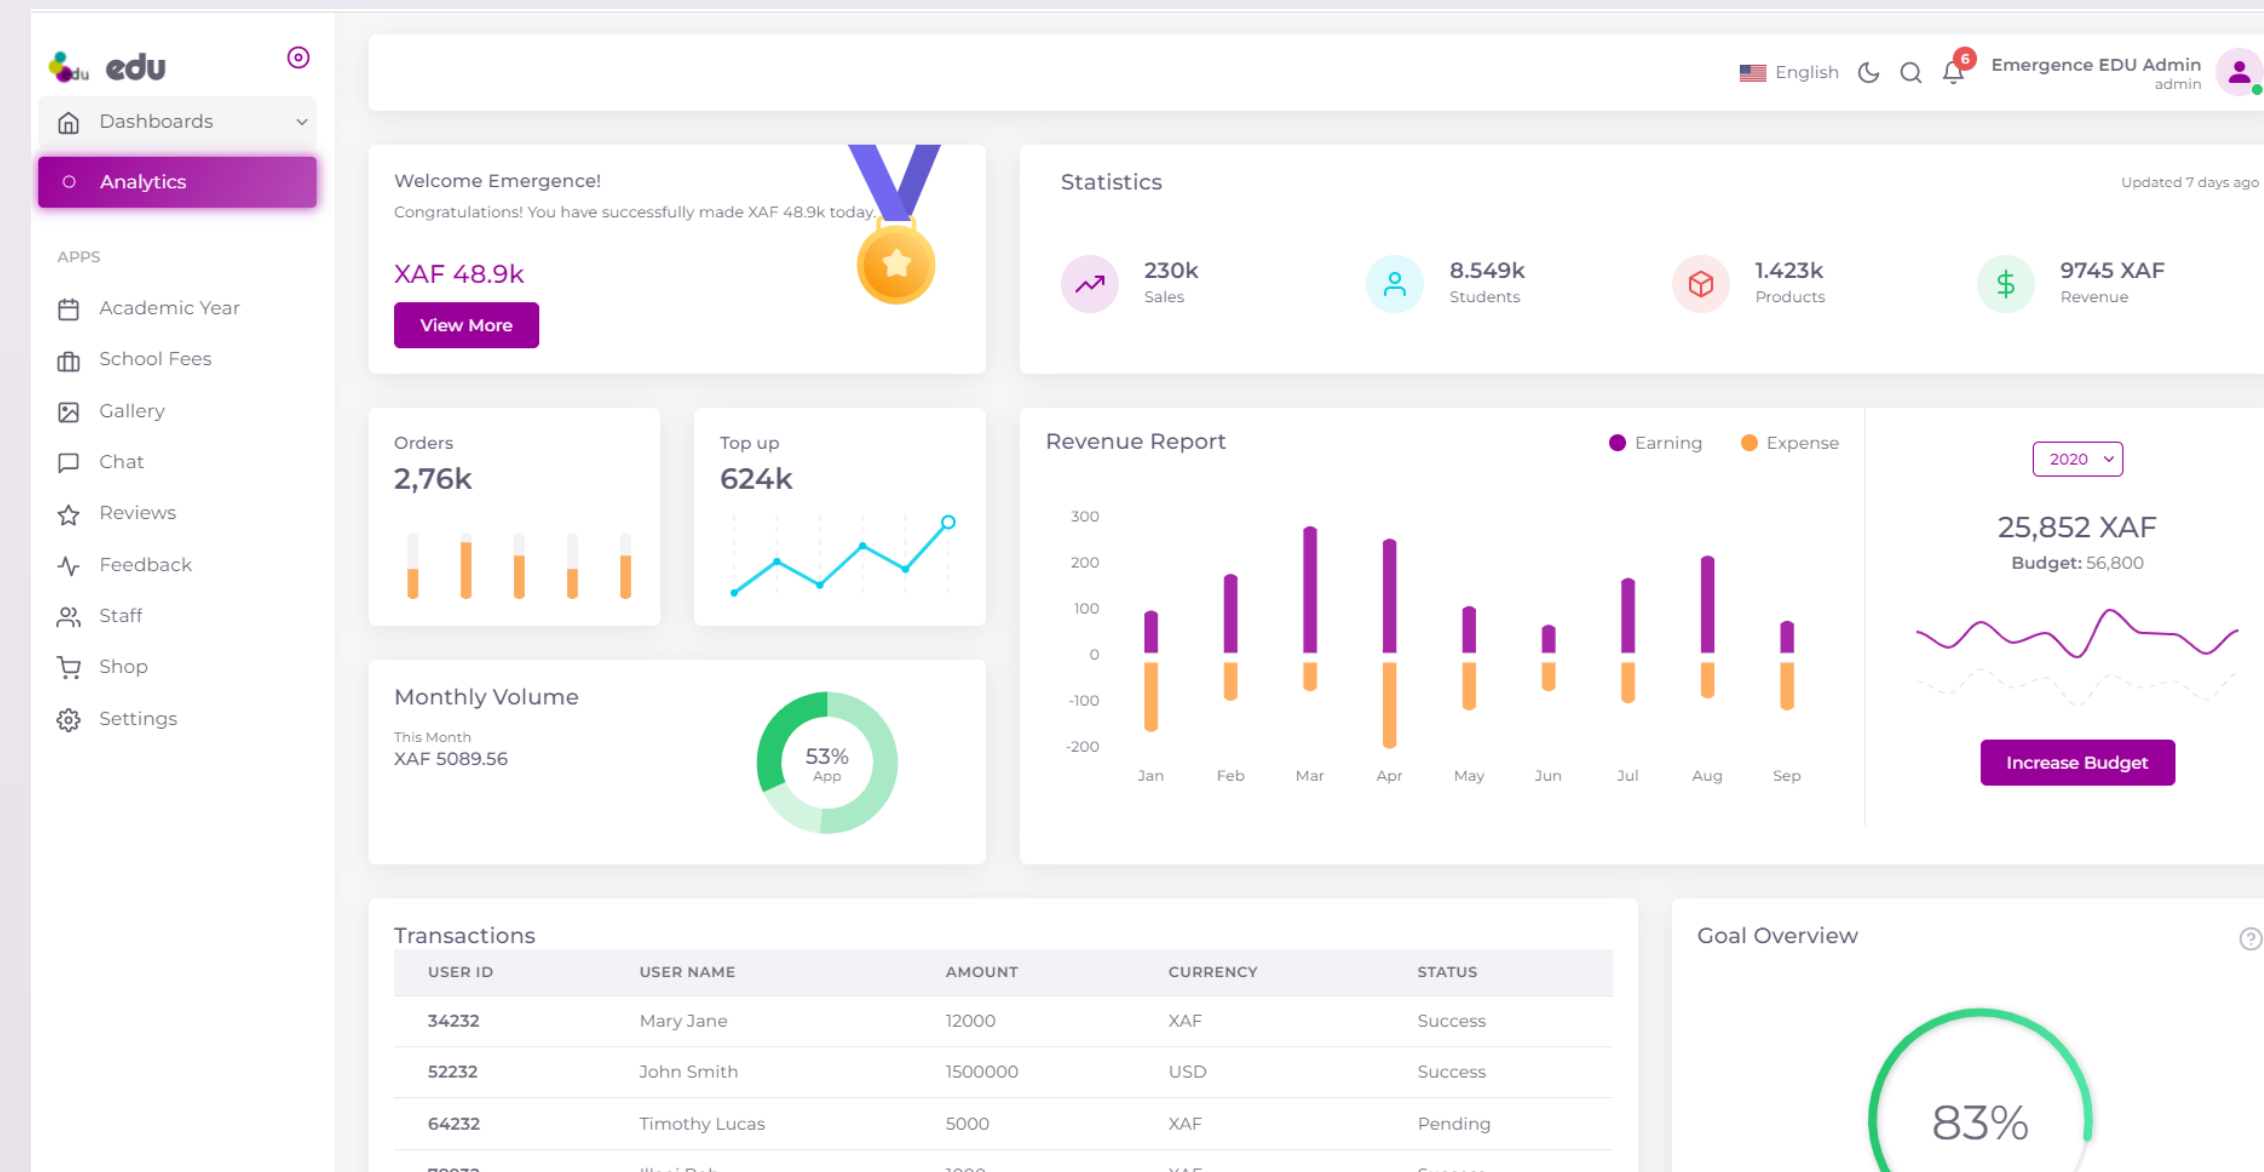 edu
edu
Dashboards
Analytics
APPS
Academic Year
School Fees
Gallery
Chat
Reviews
Feedback
Staff
Shop
Settings
English
6
Emergence EDU Admin
admin
Welcome Emergence!
Congratulations! You have successfully made XAF 48.9k today.
XAF 48.9k
View More
Statistics
Updated 7 days ago
230k
Sales
8.549k
Students
1.423k
Products
9745 XAF
Revenue
Orders
2,76k
Top up
624k
Monthly Volume
This Month
XAF 5089.56
53%
App
Revenue Report
Earning
Expense
300
200
100
0
-100
-200
Jan Feb Mar Apr May Jun Jul Aug Sep
2020
25,852 XAF
Budget: 56,800
Increase Budget
Transactions
USER ID USER NAME AMOUNT CURRENCY STATUS
34232 Mary Jane 12000 XAF Success
52232 John Smith 1500000 USD Success
64232 Timothy Lucas 5000 XAF Pending
Goal Overview
83%